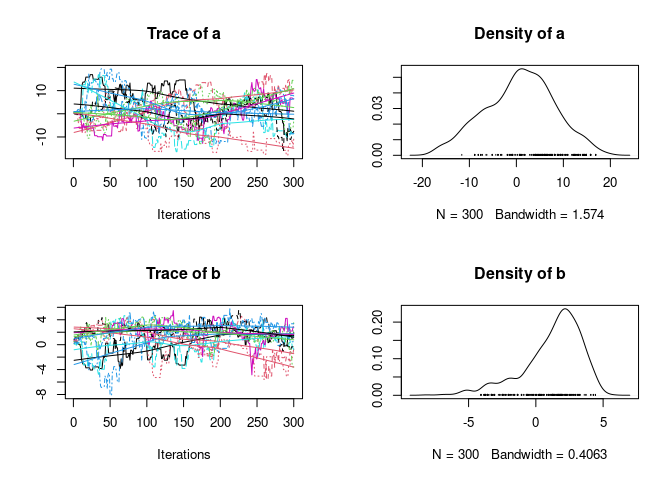 Trace of a
Density of a
10
-10
0 50 100 150 200 250 300
Iterations
0.03
0.00
-20 -10 0 10 20
N = 300 Bandwidth = 1.574
Trace of b
Density of b
4
0
-4
-8
0 50 100 150 200 250 300
Iterations
0.20
0.10
0.00
-5 0 5
N = 300 Bandwidth = 0.4063